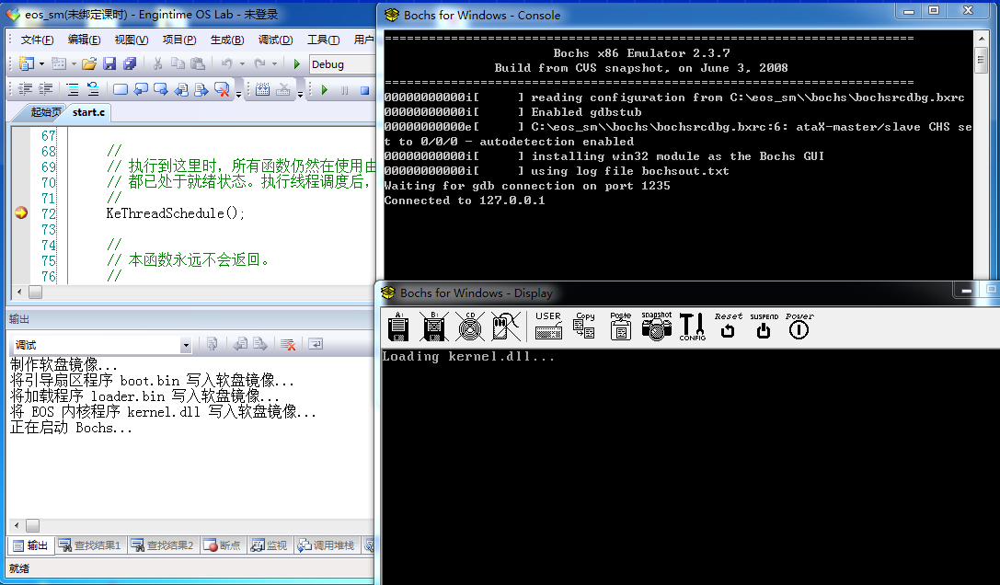 eos_sm(未绑定课时) - Engintime OS Lab - 未登录
文件(F) 编辑(E) 视图(V) 项目(P) 生成(B) 调试(D) 工具(T) 用户
Debug
起始页 start.c
67
68 //
69 // 执行到这里时，所有函数仍然在使用由
70 // 都已处于就绪状态。执行线程调度后，
71 //
72 KeThreadSchedule();
73
74 //
75 // 本函数永远不会返回。
76 //
输出
调试
制作软盘镜像...
将引导扇区程序 boot.bin 写入软盘镜像...
将加载程序 loader.bin 写入软盘镜像...
将 EOS 内核程序 kernel.dll 写入软盘镜像...
正在启动 Bochs...
输出 查找结果1 查找结果2 断点 监视 调用堆栈
就绪
Bochs for Windows - Console
========================================================================
Bochs x86 Emulator 2.3.7
Build from CVS snapshot, on June 3, 2008
========================================================================
00000000000i[     ] reading configuration from C:\eos_sm\\bochs\bochsrcdbg.bxrc
00000000000i[     ] Enabled gdbstub
00000000000e[     ] C:\eos_sm\\bochs\bochsrcdbg.bxrc:6: ataX-master/slave CHS se
t to 0/0/0 - autodetection enabled
00000000000i[     ] installing win32 module as the Bochs GUI
00000000000i[     ] using log file bochsout.txt
Waiting for gdb connection on port 1235
Connected to 127.0.0.1
Bochs for Windows - Display
A: B: CD USER Copy Paste Snapshot CONFIG Reset SUSPEND Power
Loading kernel.dll...